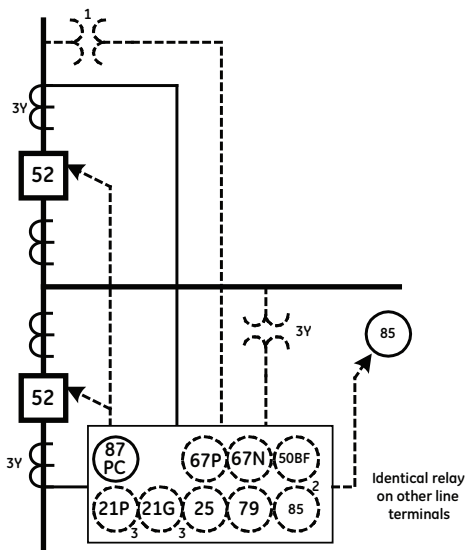 1
3Y
52
3Y
85
52
3Y
87
PC
67P
67N
50BF
2
21P
3
21G
3
25
79
85
Identical relay
on other line
terminals